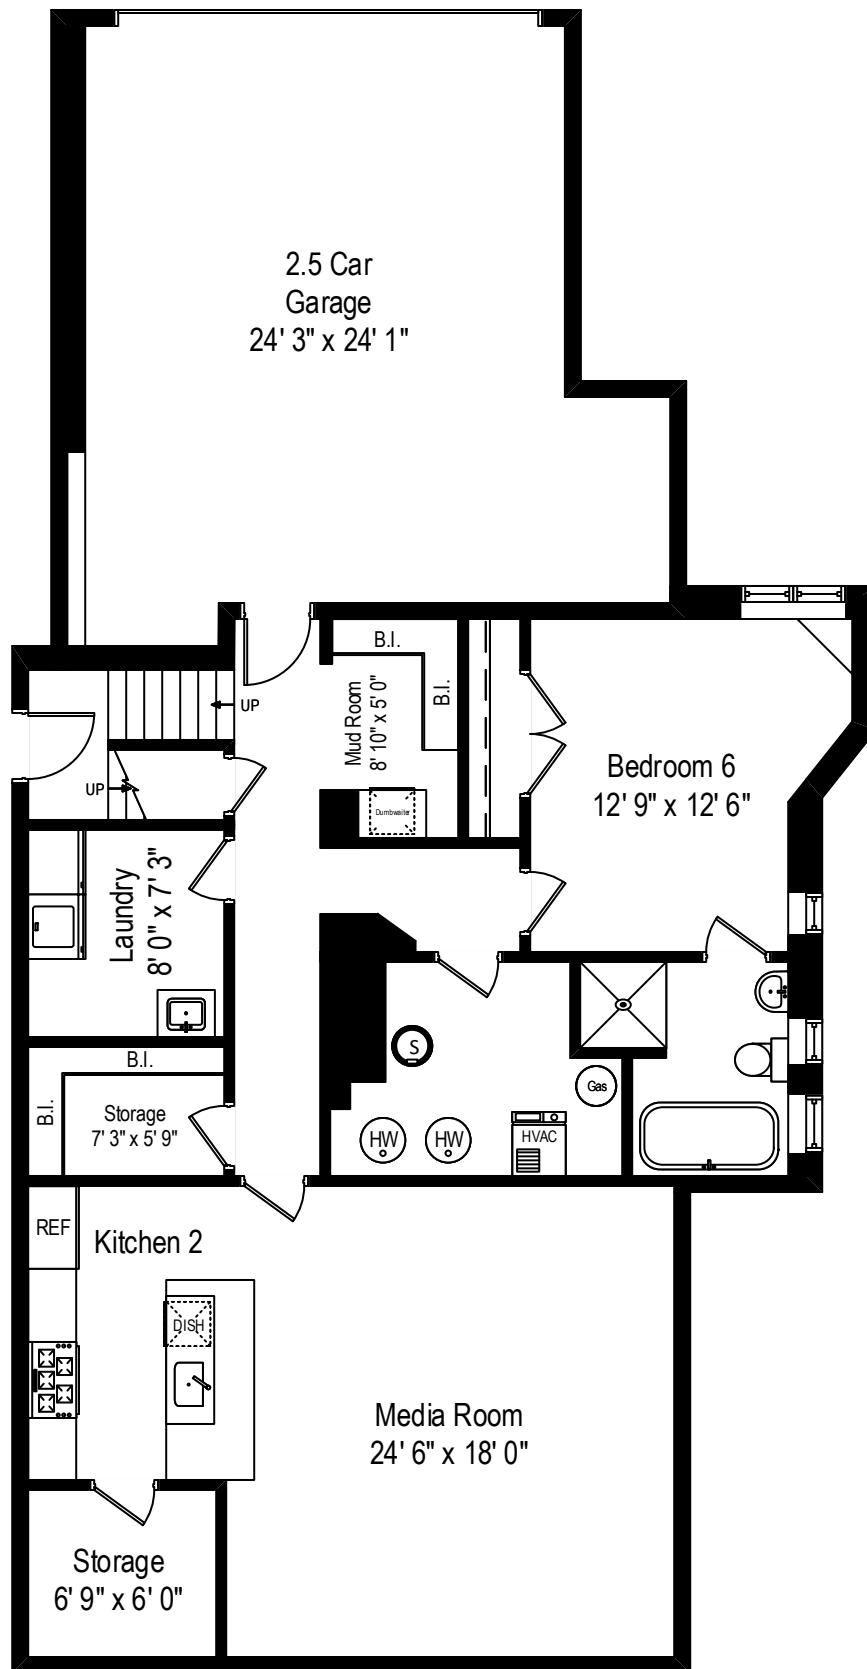 2.5 Car
Garage
24' 3" x 24' 1"
B.I.
B.I.
UP
Mud Room
8' 10" x 5' 0"
Bedroom 6
12' 9" x 12' 6"
UP
Dumbwaiter
Laundry
8' 0" x 7' 3"
B.I.
S
B.I.
Storage
7' 3" x 5' 9"
Gas
HW
HW
HVAC
REF
Kitchen 2
DISH
Media Room
24' 6" x 18' 0"
Storage
6' 9" x 6' 0"